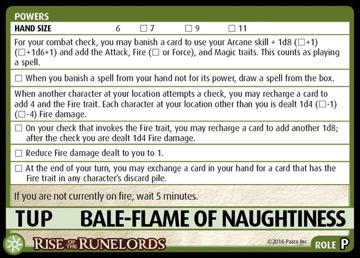 POWERS
HAND SIZE 6 □ 7 □ 9 □ 11
For your combat check, you may banish a card to use your Arcane skill + 1d8 (□+1)
(□+1d6+1) and add the Attack, Fire (□ or Force), and Magic traits. This counts as playing
a spell.
□ When you banish a spell from your hand not for its power, draw a spell from the box.
When another character at your location attempts a check, you may recharge a card to
add 4 and the Fire trait. Each character at your location other than you is dealt 1d4 (□-1)
(□-4) Fire damage.
□ On your check that invokes the Fire trait, you may recharge a card to add another 1d8;
after the check you are dealt 1d4 Fire damage.
□ Reduce Fire damage dealt to you to 1.
□ At the end of your turn, you may exchange a card in your hand for a card that has the
Fire trait in any character's discard pile.
If you are not currently on fire, wait 5 minutes.
TUP BALE-FLAME OF NAUGHTINESS
RISE OF THE RUNELORDS ©2016 Paizo Inc. ROLE P